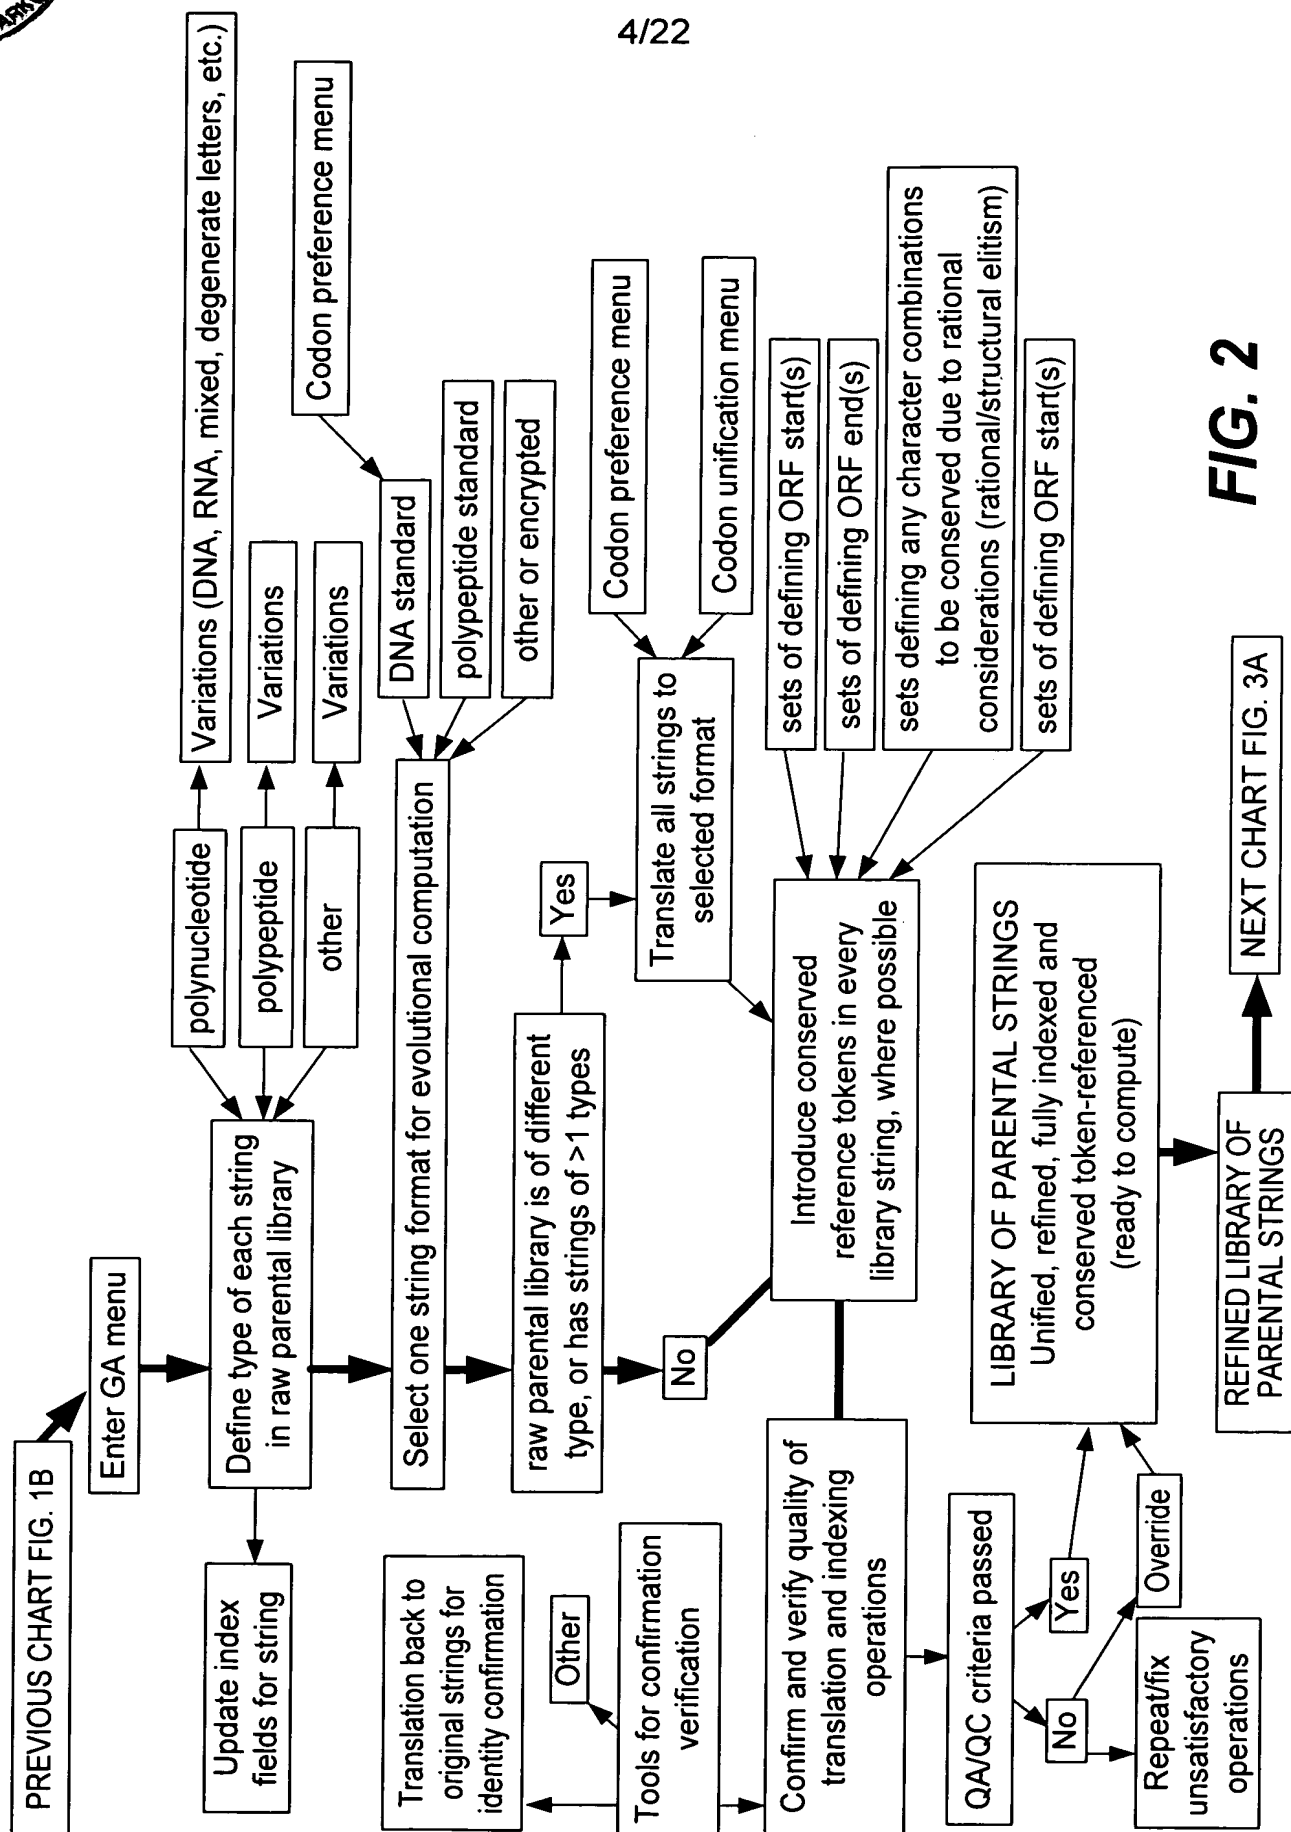 4/22
PREVIOUS CHART FIG. 1B
Enter GA menu
Define type of each string
in raw parental library
Update index
fields for string
polynucleotide
polypeptide
other
Variations (DNA, RNA, mixed, degenerate letters, etc.)
Variations
Variations
Select one string format for evolutional computation
DNA standard
polypeptide standard
other or encrypted
Codon preference menu
raw parental library is of different
type, or has strings of >1 types
Yes
No
Translate all strings to
selected format
Codon preference menu
Codon unification menu
Introduce conserved
reference tokens in every
library string, where possible
sets of defining ORF start(s)
sets of defining ORF end(s)
sets defining any character combinations
to be conserved due to rational
considerations (rational/structural elitism)
sets of defining ORF start(s)
Translation back to
original strings for
identity confirmation
Other
Tools for confirmation
verification
Confirm and verify quality of
translation and indexing
operations
QA/QC criteria passed
Yes
No
Override
Repeat/fix
unsatisfactory
operations
LIBRARY OF PARENTAL STRINGS
Unified, refined, fully indexed and
conserved token-referenced
(ready to compute)
REFINED LIBRARY OF
PARENTAL STRINGS
NEXT CHART FIG. 3A
FIG. 2